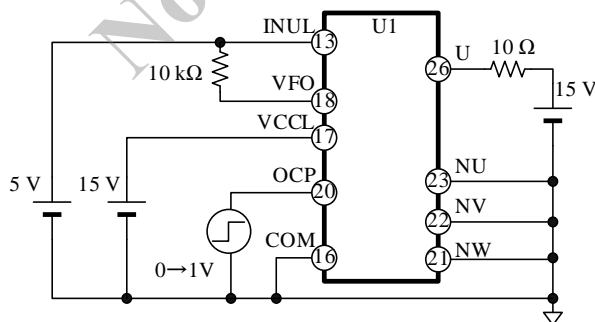 INUL
13
U1
10 kΩ
VFO
18
VCCL
17
OCP
20
COM
16
5 V
15 V
0→1V
26
U
10 Ω
15 V
23
NU
22
NV
21
NW